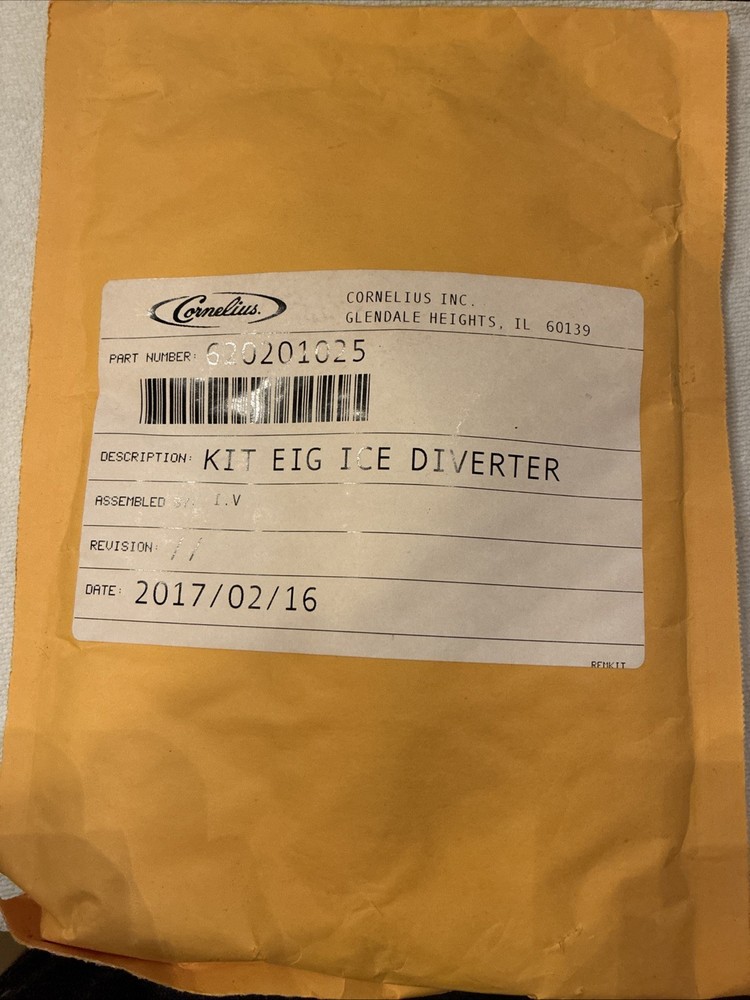 Cornelius.
CORNELIUS INC.
GLENDALE HEIGHTS, IL 60139
PART NUMBER: 620201025
DESCRIPTION: KIT EIG ICE DIVERTER
ASSEMBLED I.V
REVISION: //
DATE: 2017/02/16
REMKIT